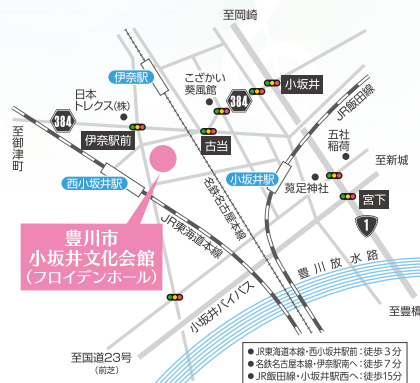 至岡崎
伊奈駅
こざかい
葵風館
小坂井
384
日本
トレクス(株)
384
JR飯田線
伊奈駅前
古当
五社
稲荷
至御津町
至新城
西小坂井駅
名鉄名古屋本線
小坂井駅
菟足神社
宮下
豊川市
小坂井文化会館
(フロイデンホール)
JR東海道本線
1
豊川放水路
小坂井バイパス
至豊橋
至国道23号
(前芝)
●JR東海道本線・西小坂井駅前:徒歩3分
●名鉄名古屋本線・伊奈駅南へ:徒歩7分
●JR飯田線・小坂井駅西へ:徒歩15分